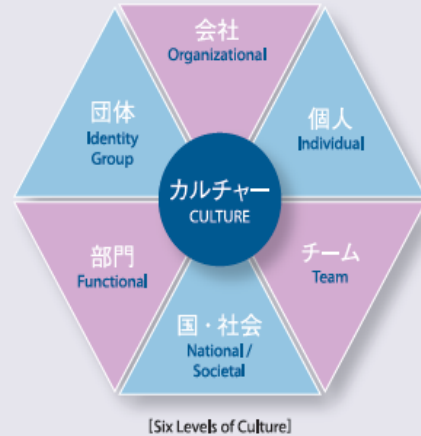 会社
Organizational
団体
Identity
Group
個人
Individual
カルチャー
CULTURE
部門
Functional
チーム
Team
国・社会
National /
Societal
[Six Levels of Culture]